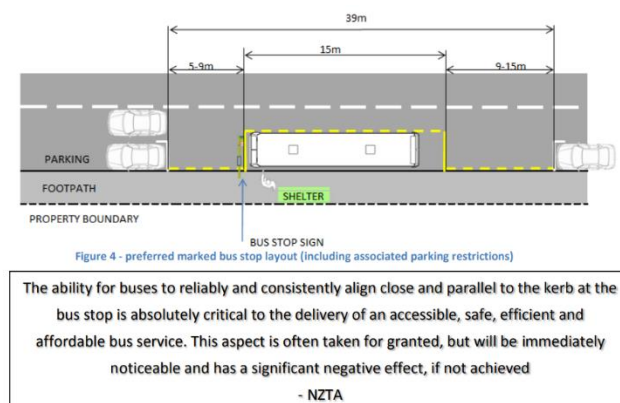 39m
15m
5-9m
9-15m
PARKING
FOOTPATH
SHELTER
PROPERTY BOUNDARY
BUS STOP SIGN
Figure 4 - preferred marked bus stop layout (including associated parking restrictions)
The ability for buses to reliably and consistently align close and parallel to the kerb at the
bus stop is absolutely critical to the delivery of an accessible, safe, efficient and
affordable bus service. This aspect is often taken for granted, but will be immediately
noticeable and has a significant negative effect, if not achieved
- NZTA